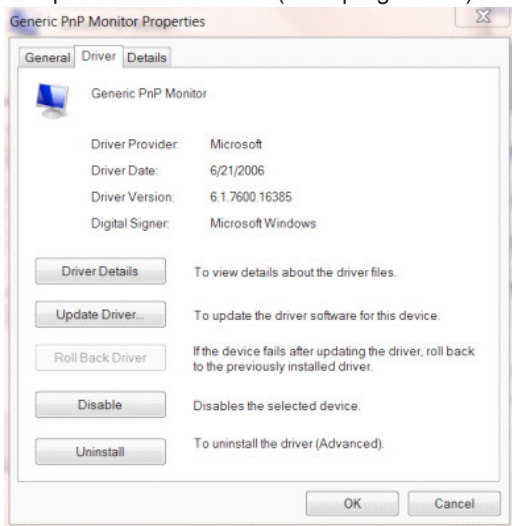 Generic PnP Monitor Properties
General Driver Details
Generic PnP Monitor
Driver Provider: Microsoft
Driver Date: 6/21/2006
Driver Version: 6.1.7600.16385
Digital Signer: Microsoft Windows
Driver Details To view details about the driver files.
Update Driver... To update the driver software for this device.
Roll Back Driver If the device fails after updating the driver, roll back
to the previously installed driver.
Disable Disables the selected device.
Uninstall To uninstall the driver (Advanced).
OK Cancel